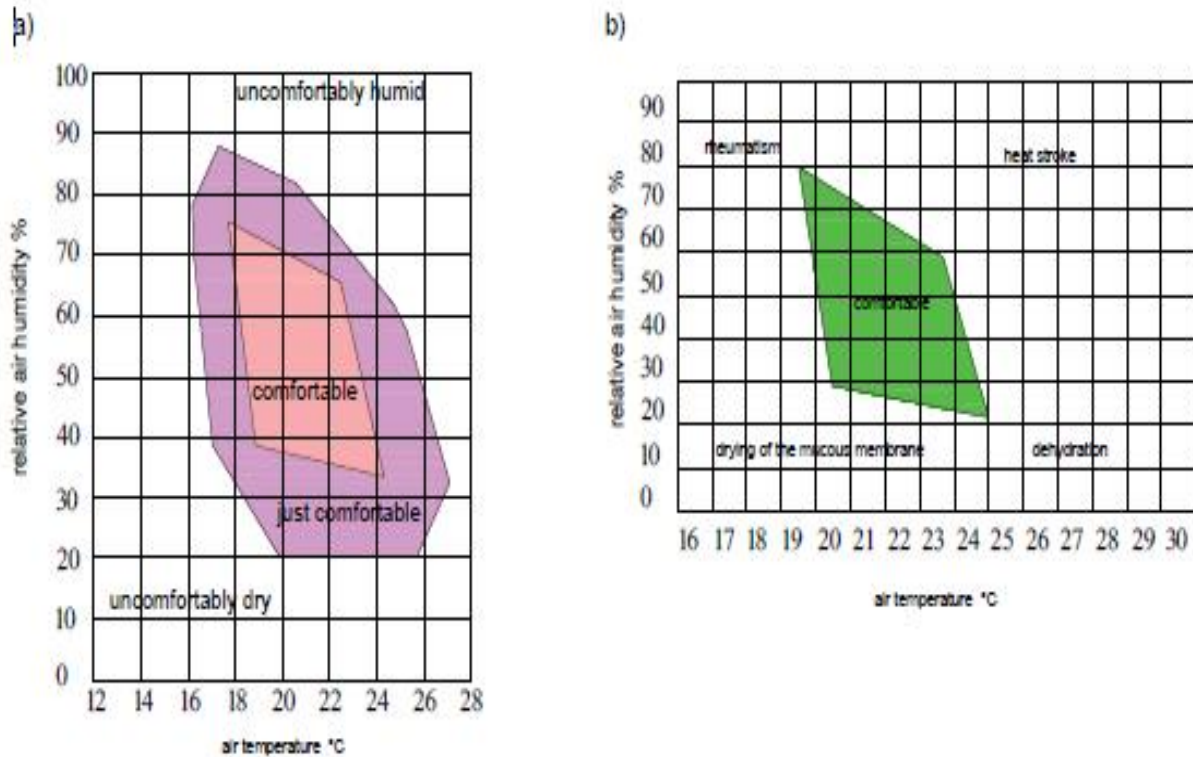 a)
100
90
80
70
60
50
40
30
20
10
0
relative air humidity %
uncomfortably humid
comfortable
just comfortable
uncomfortably dry
12 14 16 18 20 22 24 26 28
air temperature °C
b)
90
80
70
60
50
40
30
20
10
0
relative air humidity %
rheumatism
heat stroke
comfortable
drying of the mucous membrane
dehydration
16 17 18 19 20 21 22 23 24 25 26 27 28 29 30
air temperature °C